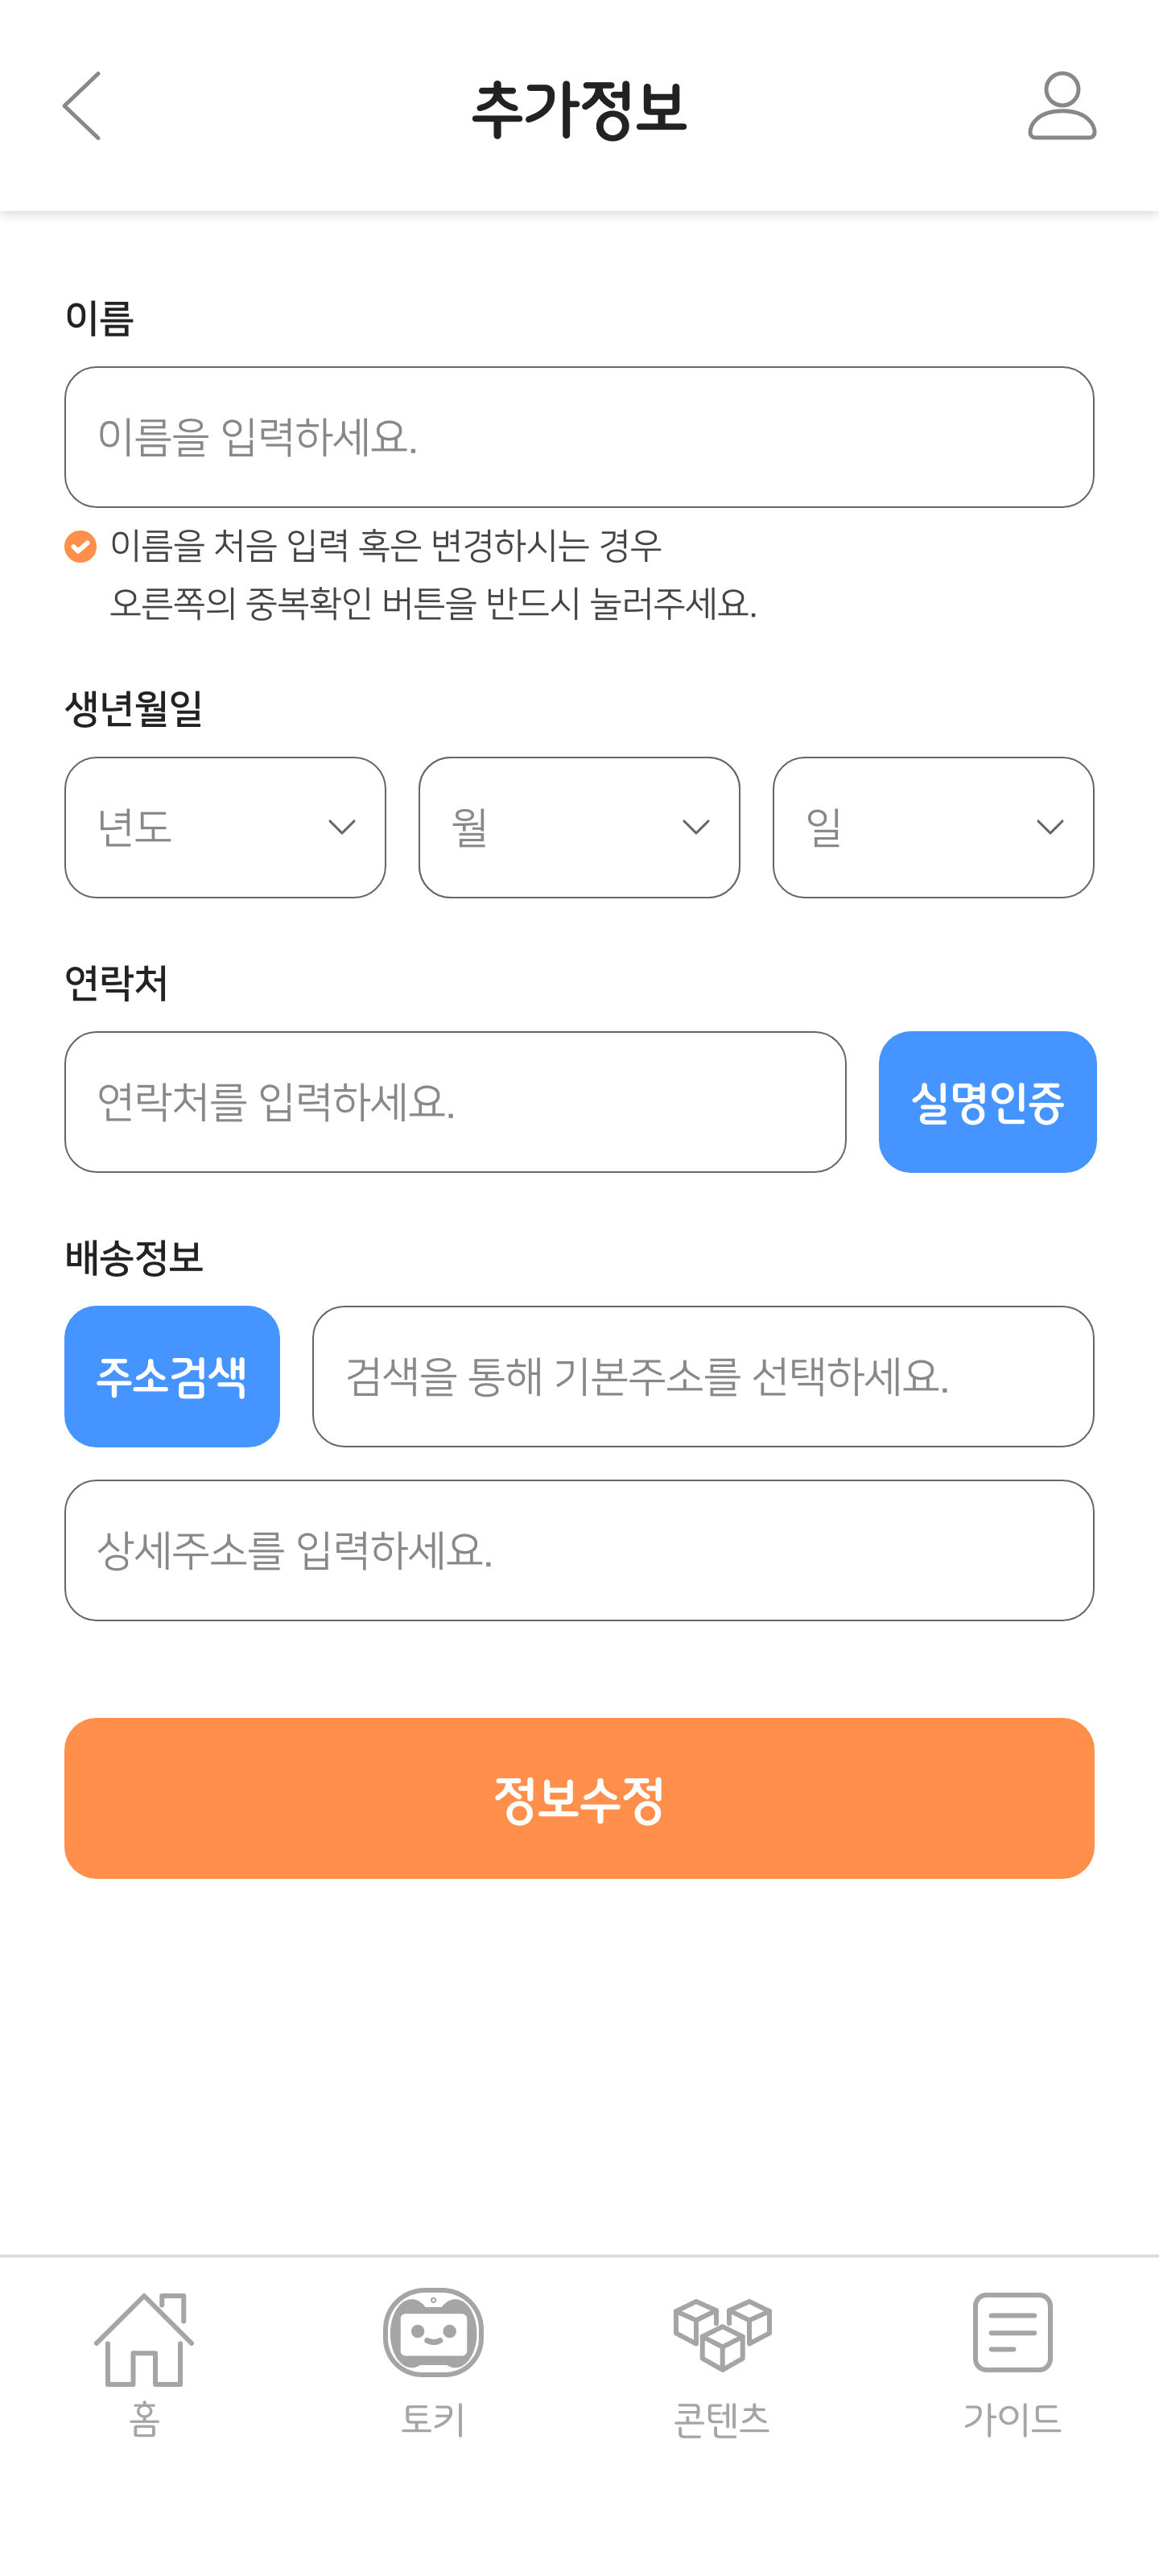 추가정보
이름
이름을 입력하세요.
이름을 처음 입력 혹은 변경하시는 경우
오른쪽의 중복확인 버튼을 반드시 눌러주세요.
생년월일
년도 월 일
연락처
연락처를 입력하세요. 실명인증
배송정보
주소검색 검색을 통해 기본주소를 선택하세요.
상세주소를 입력하세요.
정보수정
홈 토키 콘텐츠 가이드